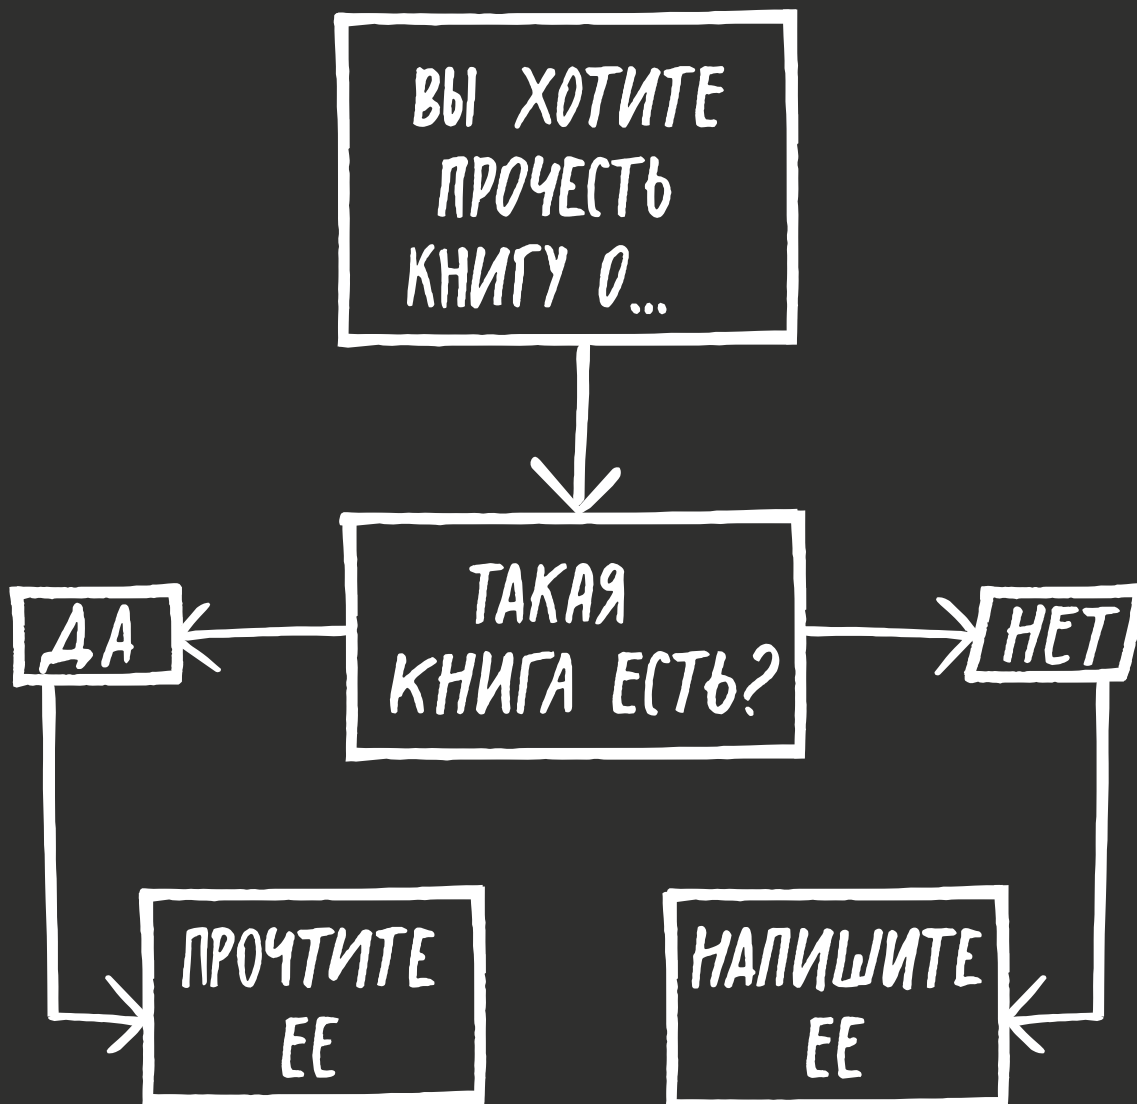 ВЫ ХОТИТЕ
ПРОЧЕСТЬ
КНИГУ О...
ТАКАЯ
КНИГА ЕСТЬ?
ДА
НЕТ
ПРОЧТИТЕ
ЕЕ
НАПИШИТЕ
ЕЕ